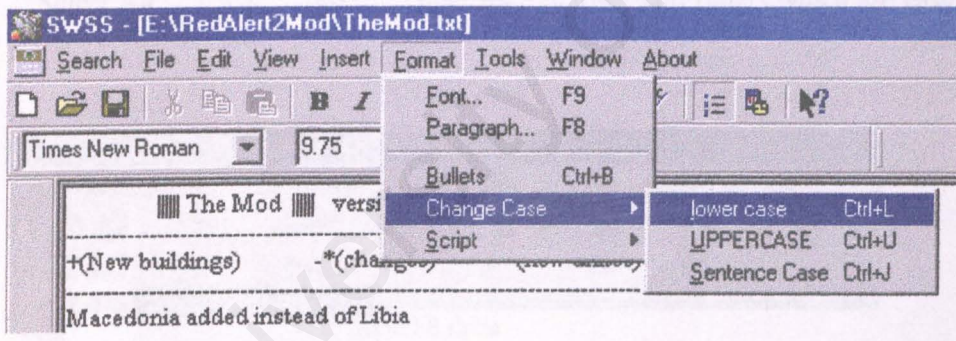 SWSS - [E:\RedAlert2Mod\TheMod.txt]
Search File Edit View Insert Format Tools Window About
B I
Times New Roman 9.75
Font... F9
Paragraph... F8
Bullets Ctrl+B
Change Case
Script
lower case Ctrl+L
UPPERCASE Ctrl+U
Sentence Case Ctrl+J
The Mod versi
+(New buildings) -*(changes)
Macedonia added instead of Libia